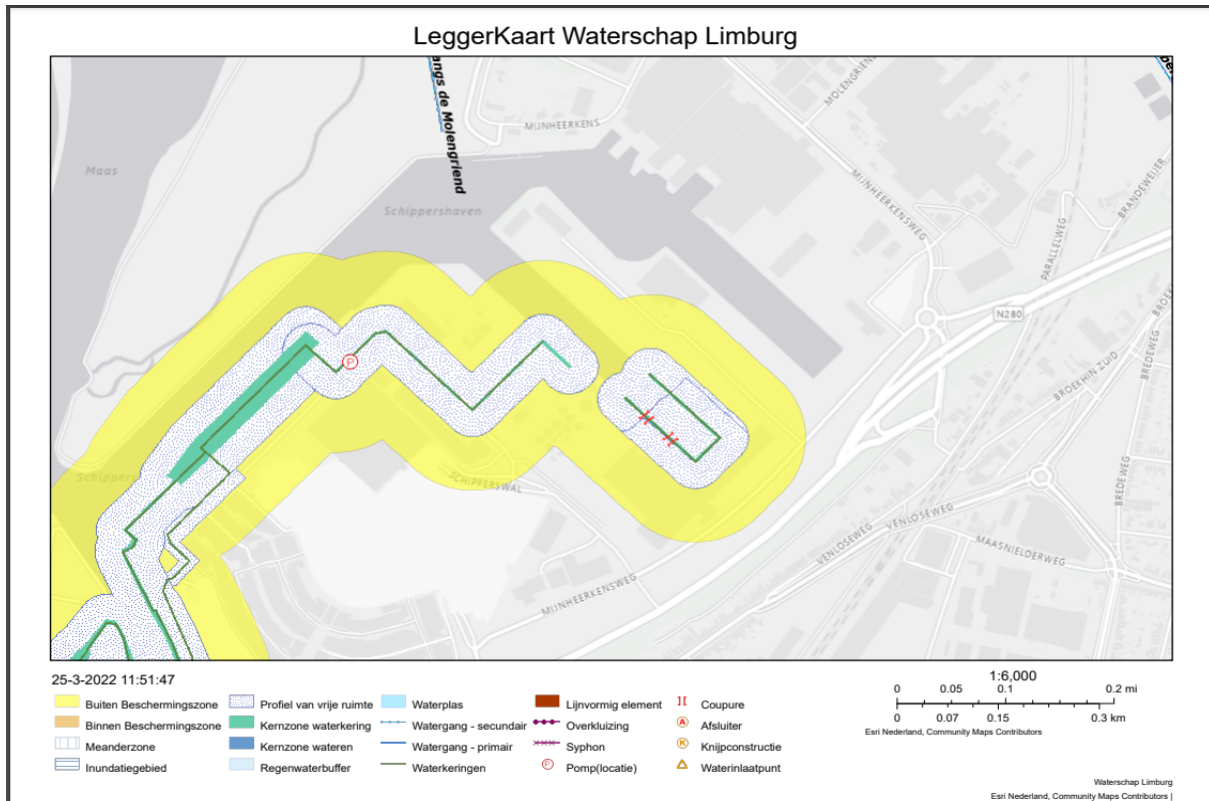 LeggerKaart Waterschap Limburg
angs de Molengriend
MOLENGRIEND
MIJNHEERKENS
Maas
Schippershaven
MIJNHEERKENSWEG
BRANDEWEIJER
PARALLELWEG
N280
BROEKHIN ZUID
BREDEWEG
BROEKHIN
Schippers
SCHIPPERSWAL
BREDEWEG
VENLOSEWEG
VENLOSEWEG
MAASNIELDERWEG
MIJNHEERKENSWEG
25-3-2022 11:51:47
1:6,000
0 0.05 0.1 0.2 mi
0 0.07 0.15 0.3 km
Esri Nederland, Community Maps Contributors
Buiten Beschermingszone
Binnen Beschermingszone
Meanderzone
Inundatiegebied
Profiel van vrije ruimte
Kernzone waterkering
Kernzone wateren
Regenwaterbuffer
Waterplas
Watergang - secundair
Watergang - primair
Waterkeringen
Lijnvormig element
Overkluizing
Syphon
P Pomp(locatie)
Coupure
A Afsluiter
K Knijpconstructie
Waterinlaatpunt
P
Waterschap Limburg
Esri Nederland, Community Maps Contributors |